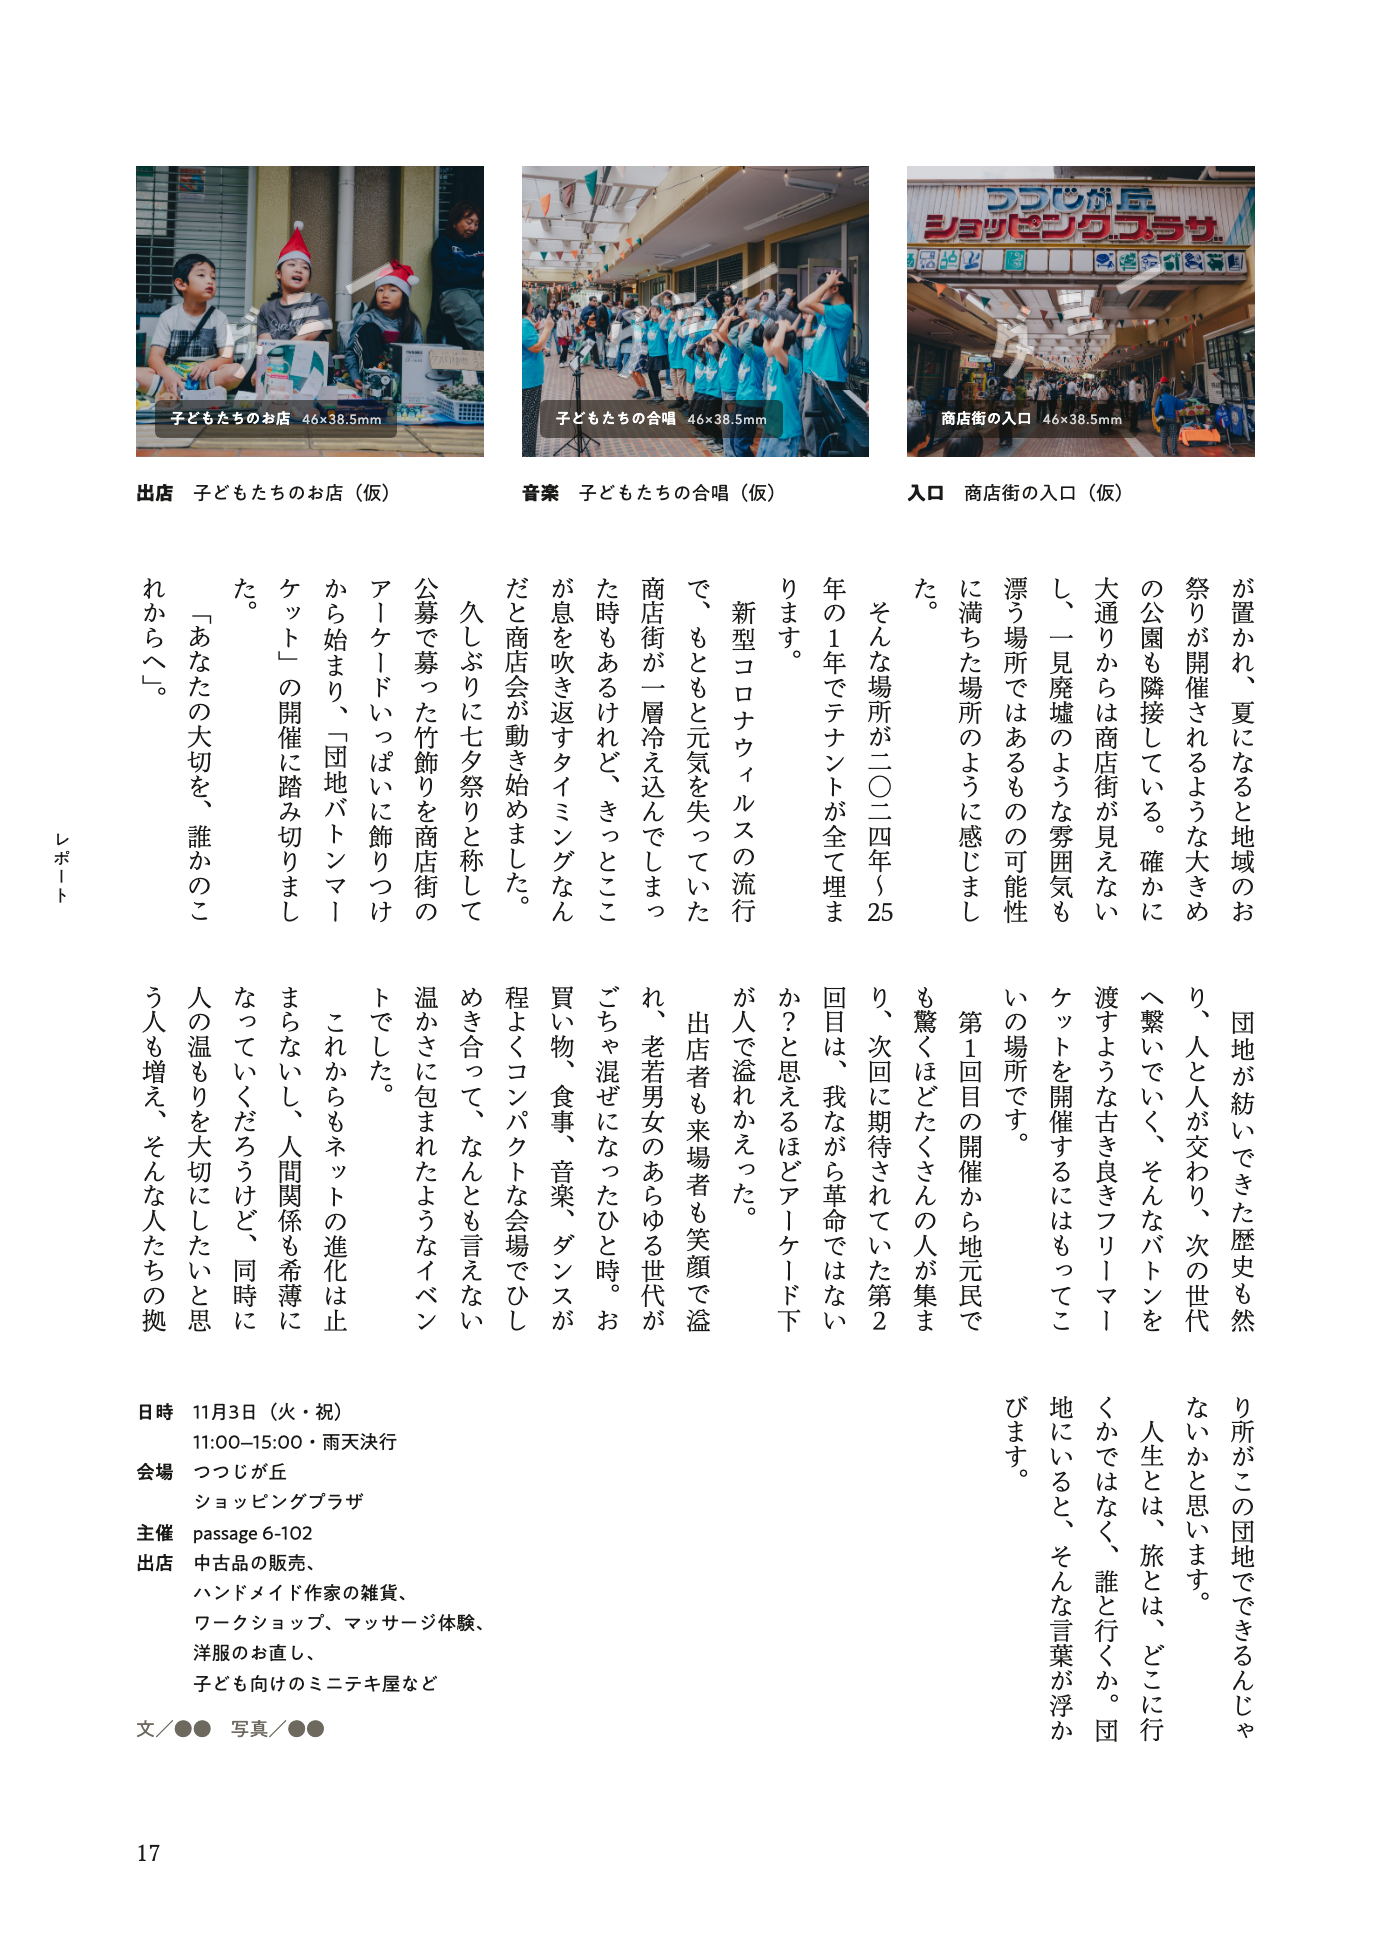 つつじが丘
ショッピングプラザ
ダミー
子どもたちのお店 46×38.5mm
ダミー
子どもたちの合唱 46×38.5mm
ダミー
商店街の入口 46×38.5mm
出店 子どもたちのお店（仮）
音楽 子どもたちの合唱（仮）
入口 商店街の入口（仮）
が置かれ、夏になると地域のお
祭りが開催されるような大きめ
の公園も隣接している。確かに
大通りからは商店街が見えない
し、一見廃墟のような雰囲気も
漂う場所ではあるものの可能性
に満ちた場所のように感じまし
た。
そんな場所が二〇二四年〜25
年の1年でテナントが全て埋ま
ります。
新型コロナウィルスの流行
で、もともと元気を失っていた
商店街が一層冷え込んでしまっ
た時もあるけれど、きっとここ
が息を吹き返すタイミングなん
だと商店会が動き始めました。
久しぶりに七夕祭りと称して
公募で募った竹飾りを商店街の
アーケードいっぱいに飾りつけ
から始まり、「団地バトンマー
ケット」の開催に踏み切りまし
た。
「あなたの大切を、誰かのこ
れからへ」。
団地が紡いできた歴史も然
り、人と人が交わり、次の世代
へ繋いでいく、そんなバトンを
渡すような古き良きフリーマー
ケットを開催するにはもってこ
いの場所です。
第1回目の開催から地元民で
も驚くほどたくさんの人が集ま
り、次回に期待されていた第2
回目は、我ながら革命ではない
か？と思えるほどアーケード下
が人で溢れかえった。
出店者も来場者も笑顔で溢
れ、老若男女のあらゆる世代が
ごちゃ混ぜになったひと時。お
買い物、食事、音楽、ダンスが
程よくコンパクトな会場でひし
めき合って、なんとも言えない
温かさに包まれたようなイベン
トでした。
これからもネットの進化は止
まらないし、人間関係も希薄に
なっていくだろうけど、同時に
人の温もりを大切にしたいと思
う人も増え、そんな人たちの拠
り所がこの団地でできるんじゃ
ないかと思います。
人生とは、旅とは、どこに行
くかではなく、誰と行くか。団
地にいると、そんな言葉が浮か
びます。
日時 11月3日（火・祝）
11:00–15:00・雨天決行
会場 つつじが丘
ショッピングプラザ
主催 passage 6-102
出店 中古品の販売、
ハンドメイド作家の雑貨、
ワークショップ、マッサージ体験、
洋服のお直し、
子ども向けのミニテキ屋など
文／●● 写真／●●
レポート
17